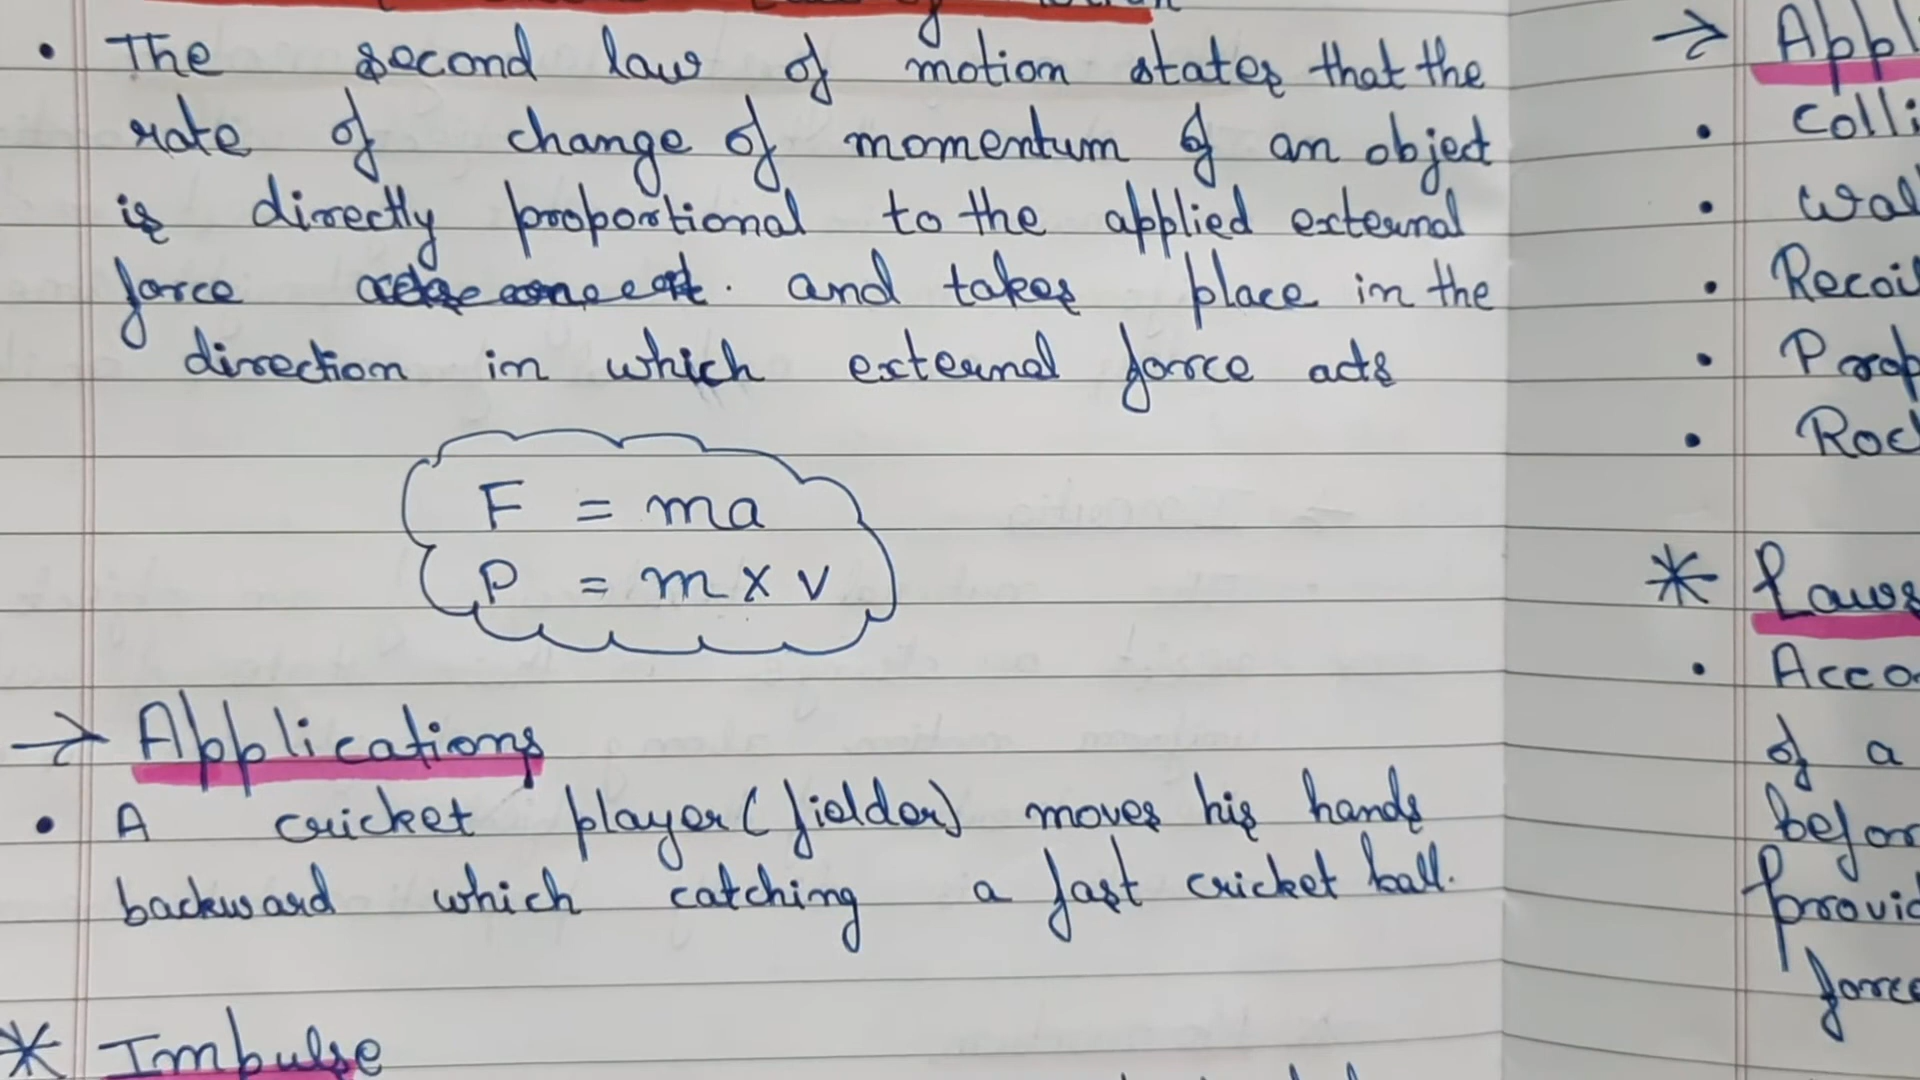 • The second law of motion states that the
rate of change of momentum of an object
is directly proportional to the applied external
force and takes place in the
direction in which external force acts
F = ma
P = m x v
→ Applications
• A cricket player (fielder) moves his hands
backward which catching a fast cricket ball.
* Impulse
→ Appl
• Colli
• Wal
• Recoil
• Prop
• Roc
* Laws
• Acco
of a
befor
provid
force